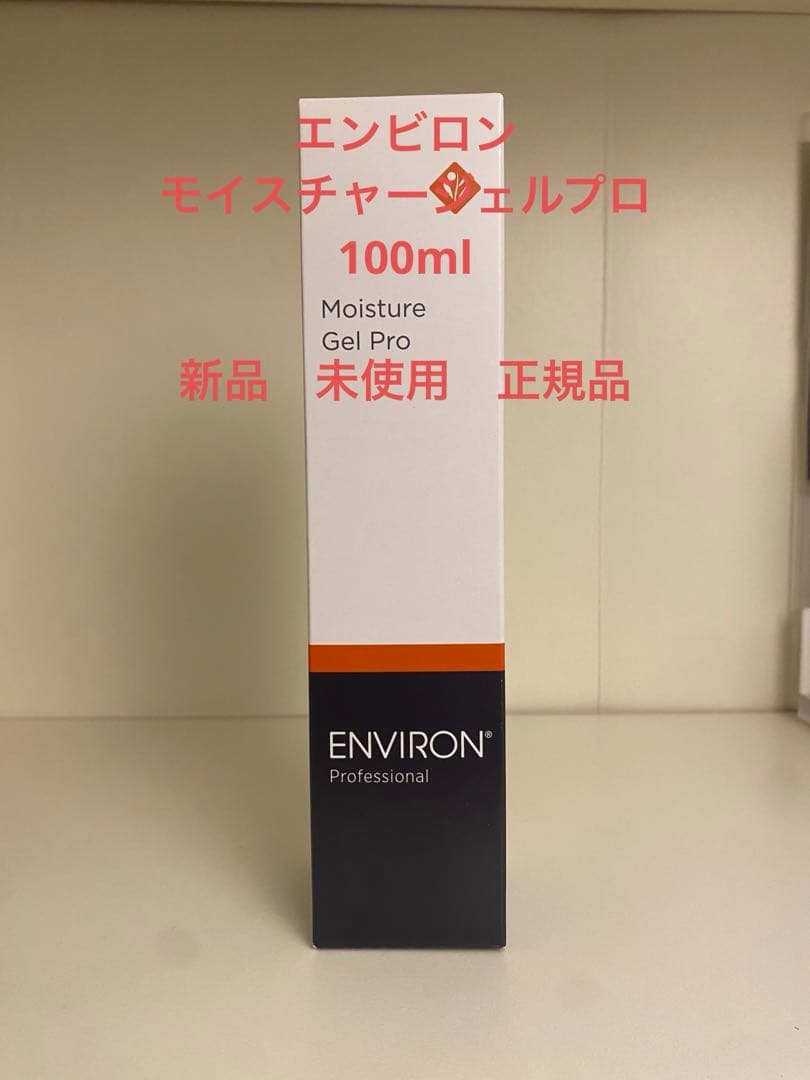 エンビロン
モイスチャージェルプロ
100ml
Moisture
Gel Pro
新品 未使用 正規品
ENVIRON®
Professional